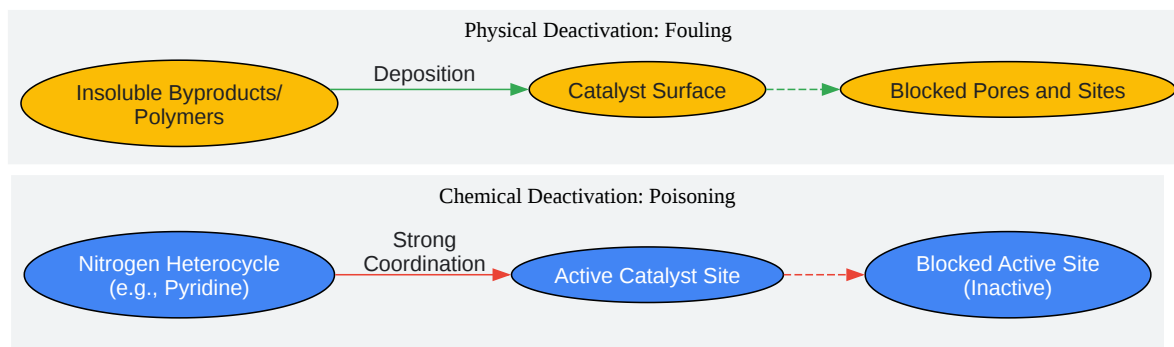 Physical Deactivation: Fouling
Deposition
Insoluble Byproducts/
Polymers
Catalyst Surface
Blocked Pores and Sites
Chemical Deactivation: Poisoning
Strong
Coordination
Nitrogen Heterocycle
(e.g., Pyridine)
Active Catalyst Site
Blocked Active Site
(Inactive)